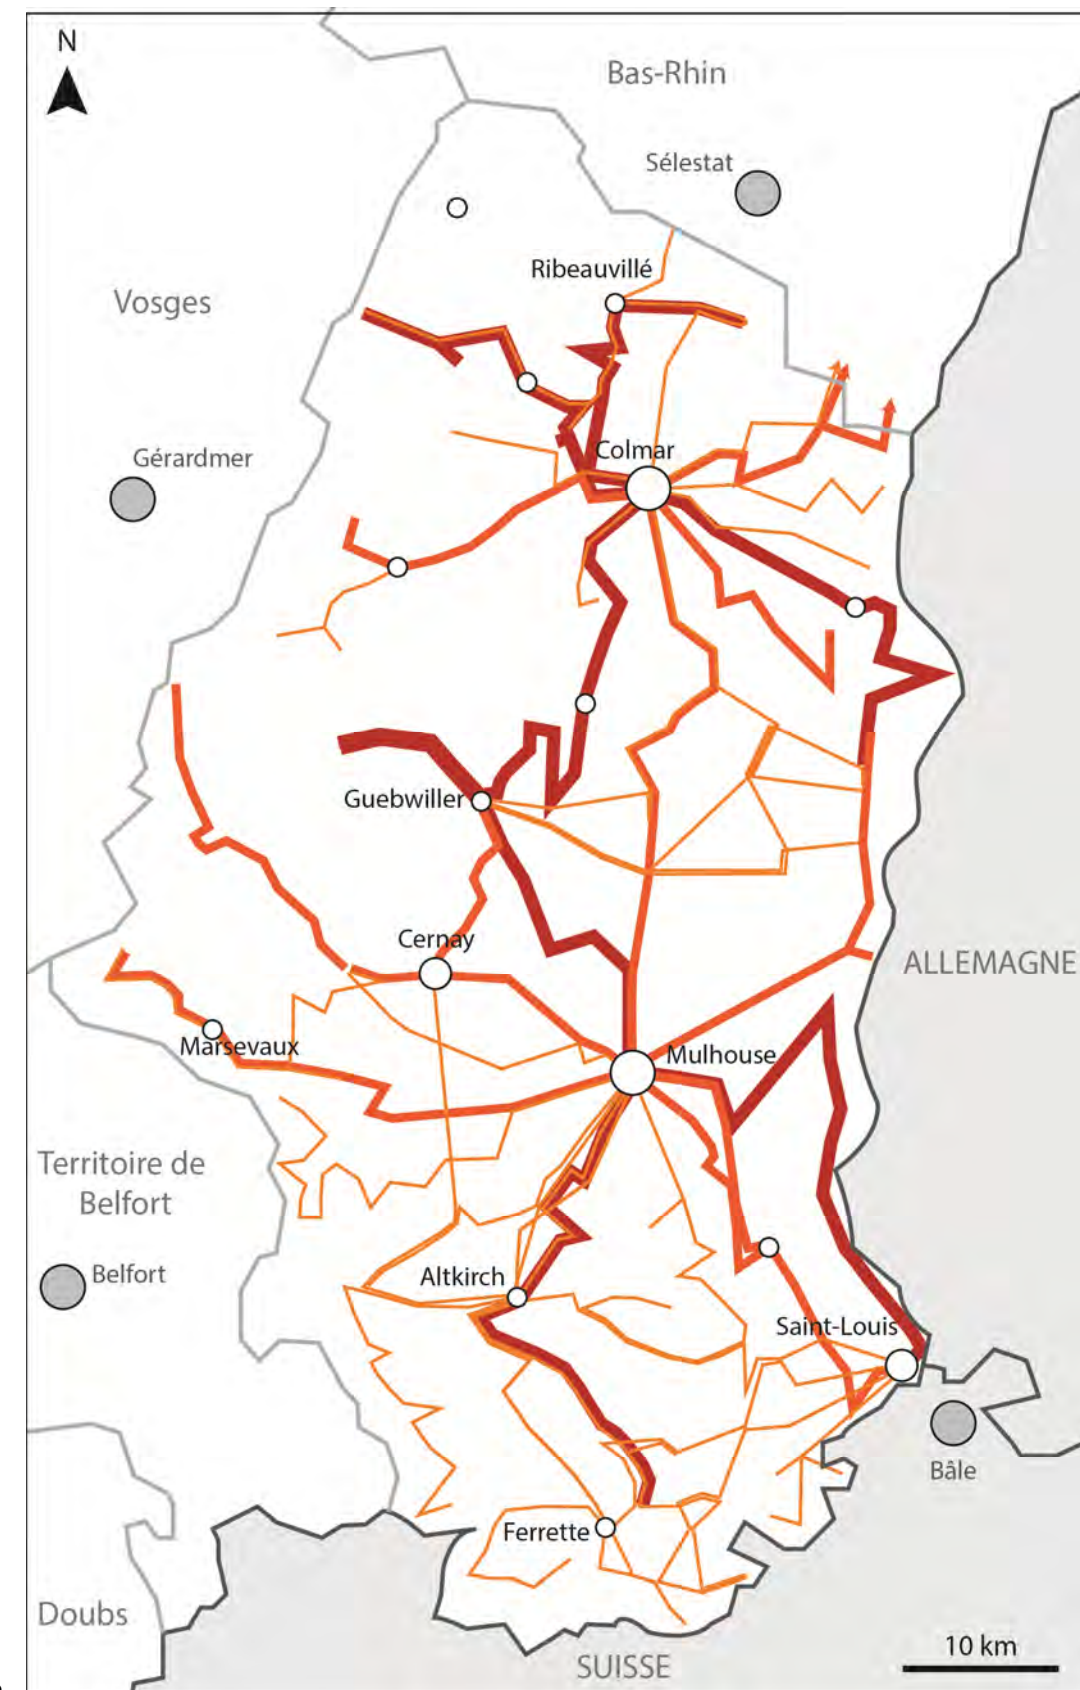 N
Bas-Rhin
Sélestat
Ribeauvillé
Vosges
Gérardmer
Colmar
Guebwiller
Cernay
ALLEMAGNE
Marsevaux
Mulhouse
Territoire de
Belfort
Belfort
Altkirch
Saint-Louis
Bâle
Ferrette
Doubs
SUISSE
10 km